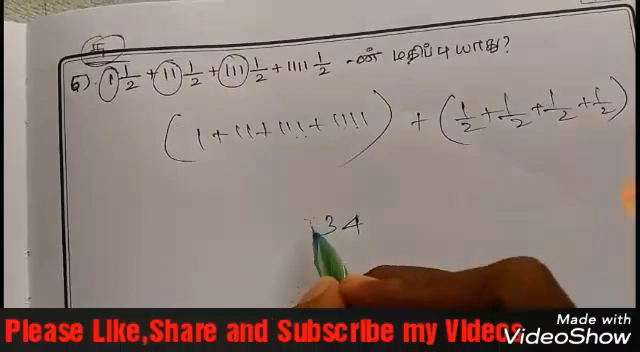 5
5). 1 1/2 + 11 1/2 + 111 1/2 + 1111 1/2 -ன் மதிப்பு யாது?
(1 + 11 + 111 + 1111) + (1/2 + 1/2 + 1/2 + 1/2)
34
Please LIke,Share and Subscribe my Videos
Made with
VideoShow